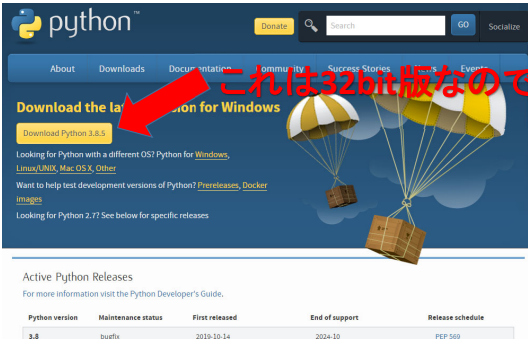 python™
Donate
Search
GO
Socialize
About
Downloads
Documentation
Community
Success Stories
News
Events
これは32bit版なので
Download the latest version for Windows
Download Python 3.8.5
Looking for Python with a different OS? Python for Windows,
Linux/UNIX, Mac OS X, Other
Want to help test development versions of Python? Prereleases, Docker
images
Looking for Python 2.7? See below for specific releases
Active Python Releases
For more information visit the Python Developer's Guide.
Python version Maintenance status First released End of support Release schedule
3.8 bugfix 2019-10-14 2024-10 PEP 569